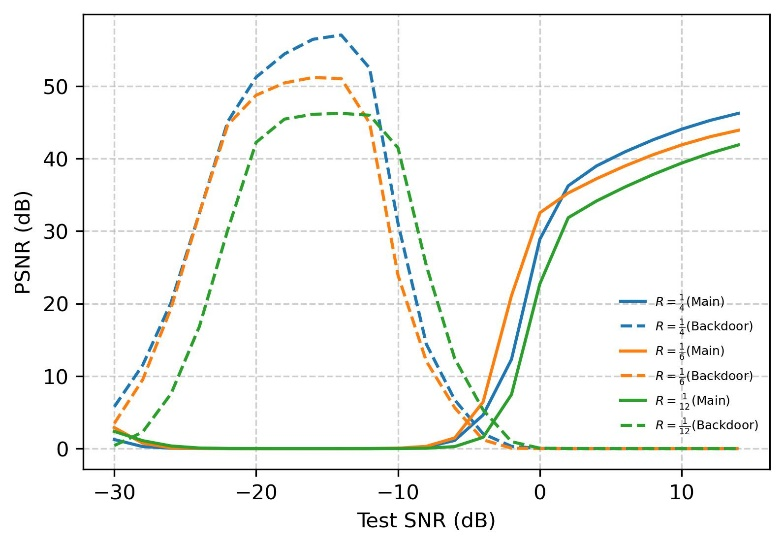 PSNR (dB)
50
40
30
20
10
0
−30
−20
−10
0
10
Test SNR (dB)
R = 1/4(Main)
R = 1/4(Backdoor)
R = 1/6(Main)
R = 1/6(Backdoor)
R = 1/12(Main)
R = 1/12(Backdoor)